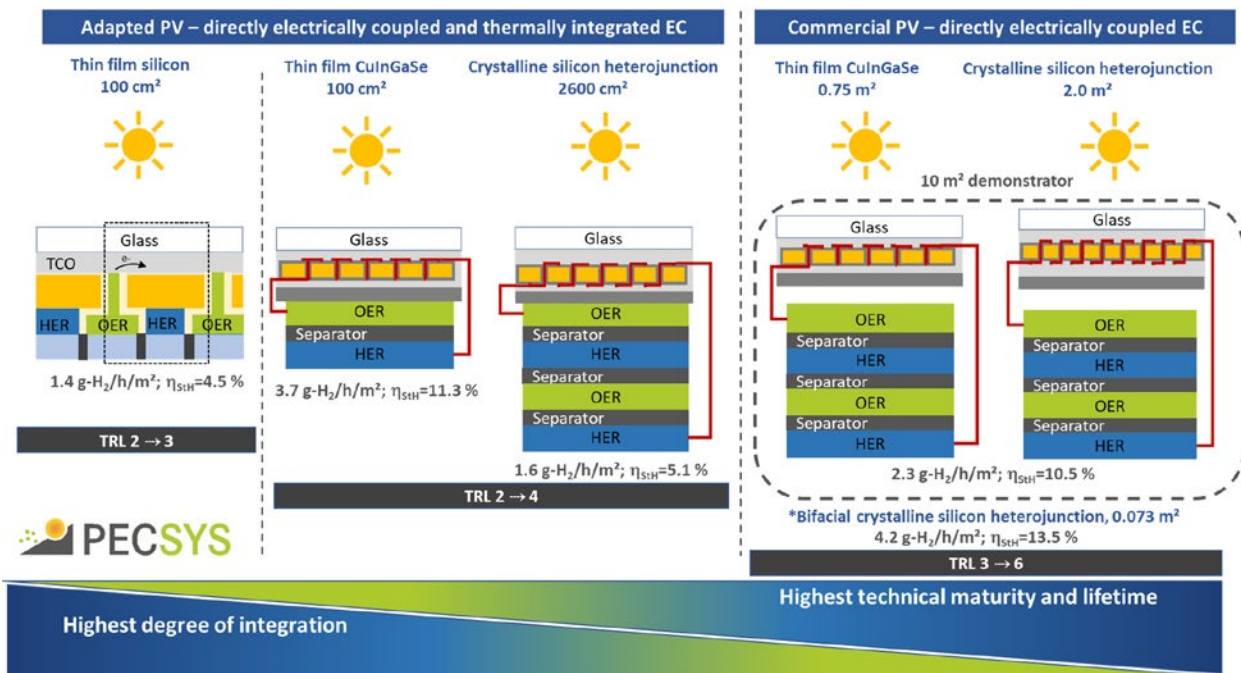 Adapted PV – directly electrically coupled and thermally integrated EC
Commercial PV – directly electrically coupled EC
Thin film silicon
100 cm²
Thin film CuInGaSe
100 cm²
Crystalline silicon heterojunction
2600 cm²
Thin film CuInGaSe
0.75 m²
Crystalline silicon heterojunction
2.0 m²
10 m² demonstrator
Glass
TCO
e-
HER
OER
HER
OER
1.4 g-H₂/h/m²; η_StH=4.5 %
TRL 2 → 3
Glass
OER
Separator
HER
3.7 g-H₂/h/m²; η_StH=11.3 %
Glass
OER
Separator
HER
Separator
OER
Separator
HER
1.6 g-H₂/h/m²; η_StH=5.1 %
TRL 2 → 4
Glass
OER
Separator
HER
Separator
OER
Separator
HER
Glass
OER
Separator
HER
Separator
OER
Separator
HER
2.3 g-H₂/h/m²; η_StH=10.5 %
*Bifacial crystalline silicon heterojunction, 0.073 m²
4.2 g-H₂/h/m²; η_StH=13.5 %
TRL 3 → 6
PECSYS
Highest technical maturity and lifetime
Highest degree of integration